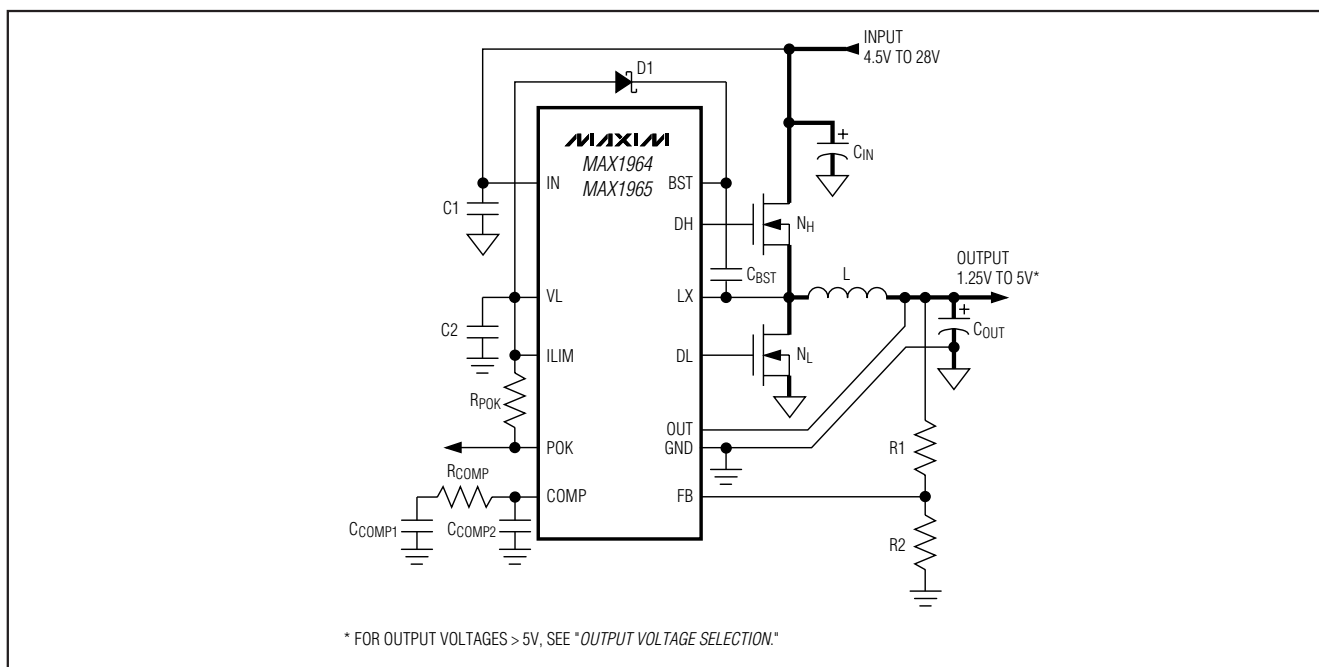 INPUT
4.5V TO 28V
D1
MAXIM
MAX1964
MAX1965
CIN
IN
BST
C1
DH
NH
CBST
OUTPUT
1.25V TO 5V*
L
VL
LX
C2
COUT
ILIM
DL
NL
RPOK
OUT
POK
GND
R1
RCOMP
COMP
FB
CCOMP1
CCOMP2
R2
* FOR OUTPUT VOLTAGES > 5V, SEE "OUTPUT VOLTAGE SELECTION."